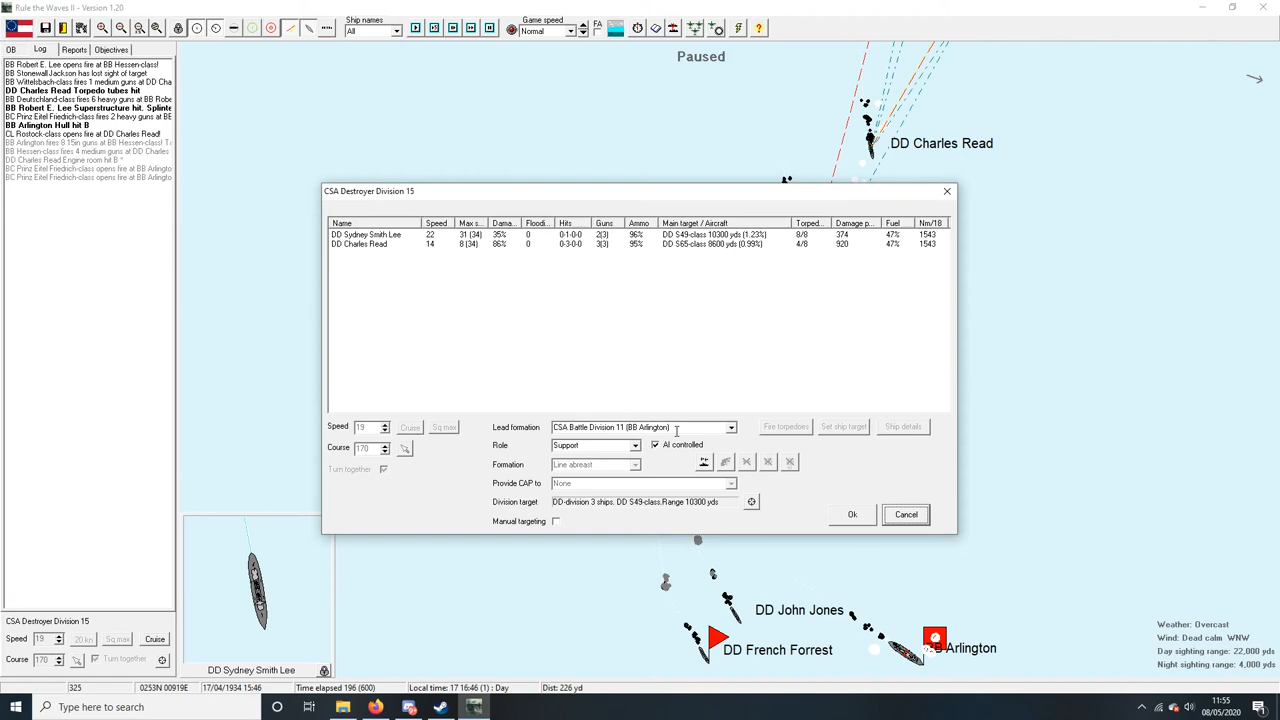 Rule the Waves II - Version 1.20
Ship names
All
Game speed
Normal
FA
OB
Log
Reports
Objectives
BB Robert E. Lee opens fire at BB Hessen-class!
BB Stonewall Jackson has lost sight of target
BB Wittelsbach-class fires 1 medium guns at DD Cha
DD Charles Read Torpedo tubes hit
BB Deutschland-class fires 6 heavy guns at BB Robe
BB Robert E. Lee Superstructure hit. Splinte
BC Prinz Eitel Friedrich-class fires 2 heavy guns at BE
BB Arlington Hull hit B
CL Rostock-class opens fire at DD Charles Read!
BB Arlington fires 8 15in guns at BB Hessen-class!
BB Hessen-class fires 4 medium guns at DD Charles
DD Charles Read Engine room hit B *
BC Prinz Eitel Friedrich-class opens fire at BB Arlingto
BC Prinz Eitel Friedrich-class opens fire at BB Arlingto
Paused
DD Charles Read
CSA Destroyer Division 15
Name Speed Max s... Dama... Floodi... Hits Guns Ammo Main target / Aircraft Torped... Damage p... Fuel Nm/18
DD Sydney Smith Lee 22 31 (34) 35% 0 0-1-0-0 2(3) 96% DD S49-class 10300 yds (1.23%) 8/8 374 47% 1543
DD Charles Read 14 8 (34) 86% 0 0-3-0-0 3(3) 95% DD S65-class 8600 yds (0.99%) 4/8 920 47% 1543
Speed 19 Cruise Sq max
Course 170
Turn together
Lead formation CSA Battle Division 11 (BB Arlington)
Role Support AI controlled
Formation Line abreast
Provide CAP to None
Division target DD-division 3 ships. DD S49-class.Range 10300 yds
Manual targeting
Fire torpedoes Set ship target Ship details
Ok Cancel
DD John Jones
DD French Forrest
Arlington
DD Sydney Smith Lee
CSA Destroyer Division 15
Speed 19 20 kn Sq max Cruise
Course 170 Turn together
Weather: Overcast
Wind: Dead calm WNW
Day sighting range: 22,000 yds
Night sighting range: 4,000 yds
325 0253N 00919E 17/04/1934 15:46 Time elapsed 196 (600) Local time: 17 16:46 (1) : Day Dist: 226 yd
Type here to search
11:55
08/05/2020